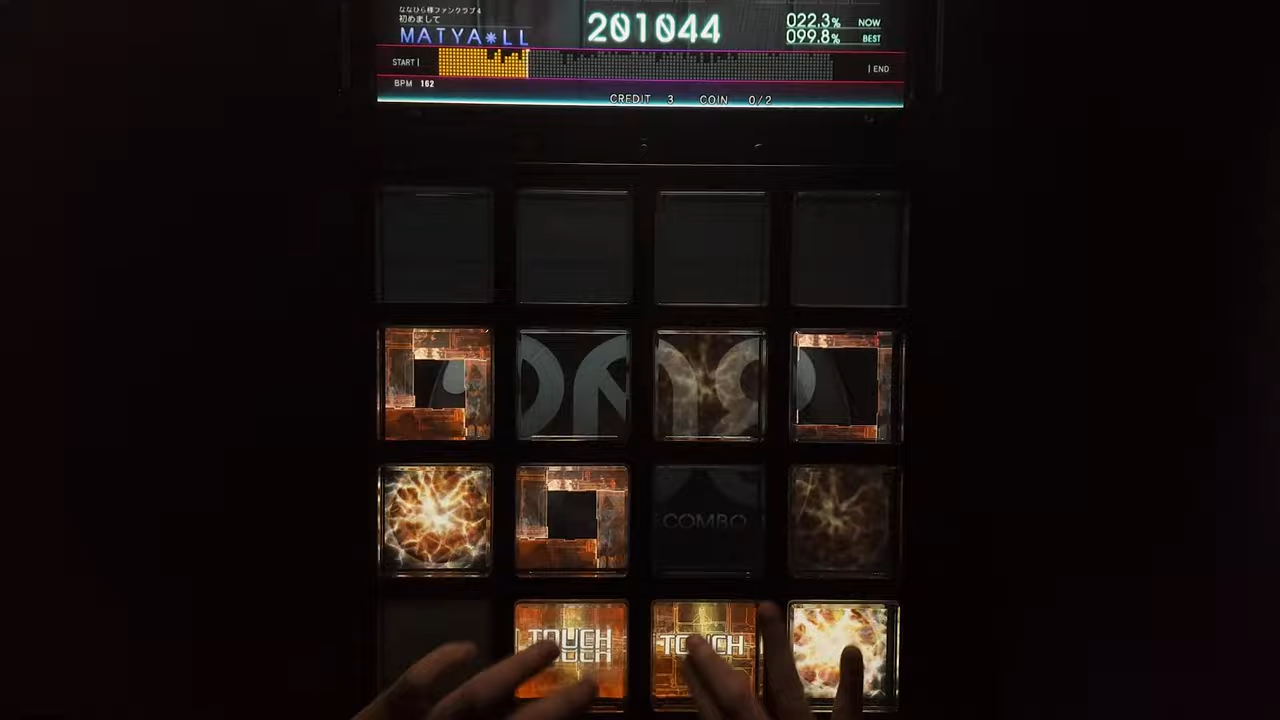 ななひら様ファンクラブ4
初めまして
MATYA*LL
201044
022.3% NOW
099.8% BEST
START |
| END
BPM 162
CREDIT 3 COIN 0/2
COMBO
TOUCH
TOUCH